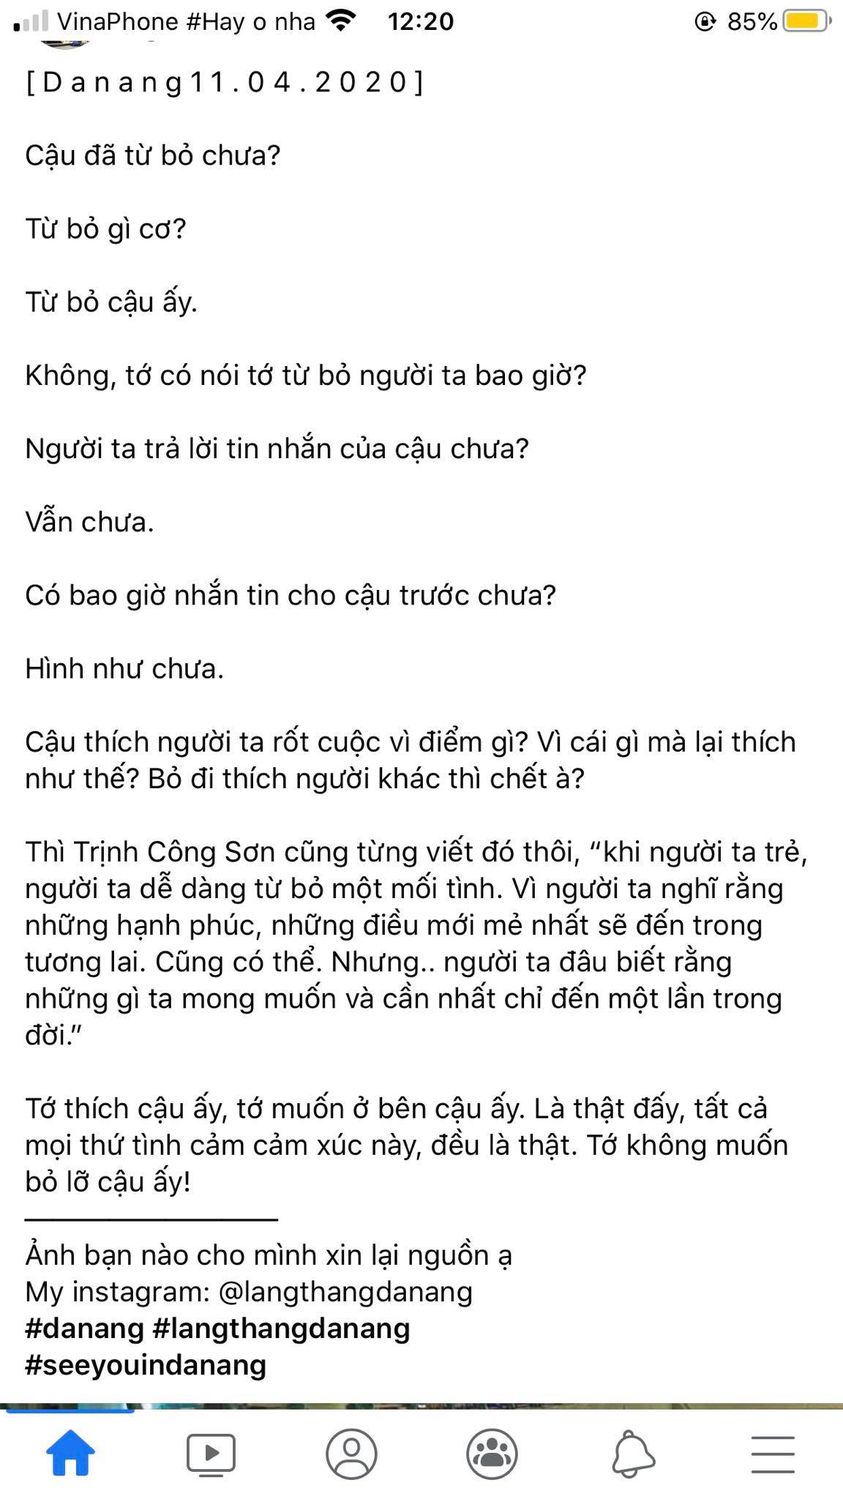 VinaPhone #Hay o nha 12:20 85%
[ D a n a n g 1 1 . 0 4 . 2 0 2 0 ]
Cậu đã từ bỏ chưa?
Từ bỏ gì cơ?
Từ bỏ cậu ấy.
Không, tớ có nói tớ từ bỏ người ta bao giờ?
Người ta trả lời tin nhắn của cậu chưa?
Vẫn chưa.
Có bao giờ nhắn tin cho cậu trước chưa?
Hình như chưa.
Cậu thích người ta rốt cuộc vì điểm gì? Vì cái gì mà lại thích
như thế? Bỏ đi thích người khác thì chết à?
Thì Trịnh Công Sơn cũng từng viết đó thôi, “khi người ta trẻ,
người ta dễ dàng từ bỏ một mối tình. Vì người ta nghĩ rằng
những hạnh phúc, những điều mới mẻ nhất sẽ đến trong
tương lai. Cũng có thể. Nhưng.. người ta đâu biết rằng
những gì ta mong muốn và cần nhất chỉ đến một lần trong
đời.”
Tớ thích cậu ấy, tớ muốn ở bên cậu ấy. Là thật đấy, tất cả
mọi thứ tình cảm cảm xúc này, đều là thật. Tớ không muốn
bỏ lỡ cậu ấy!
Ảnh bạn nào cho mình xin lại nguồn ạ
My instagram: @langthangdanang
#danang #langthangdanang
#seeyouindanang